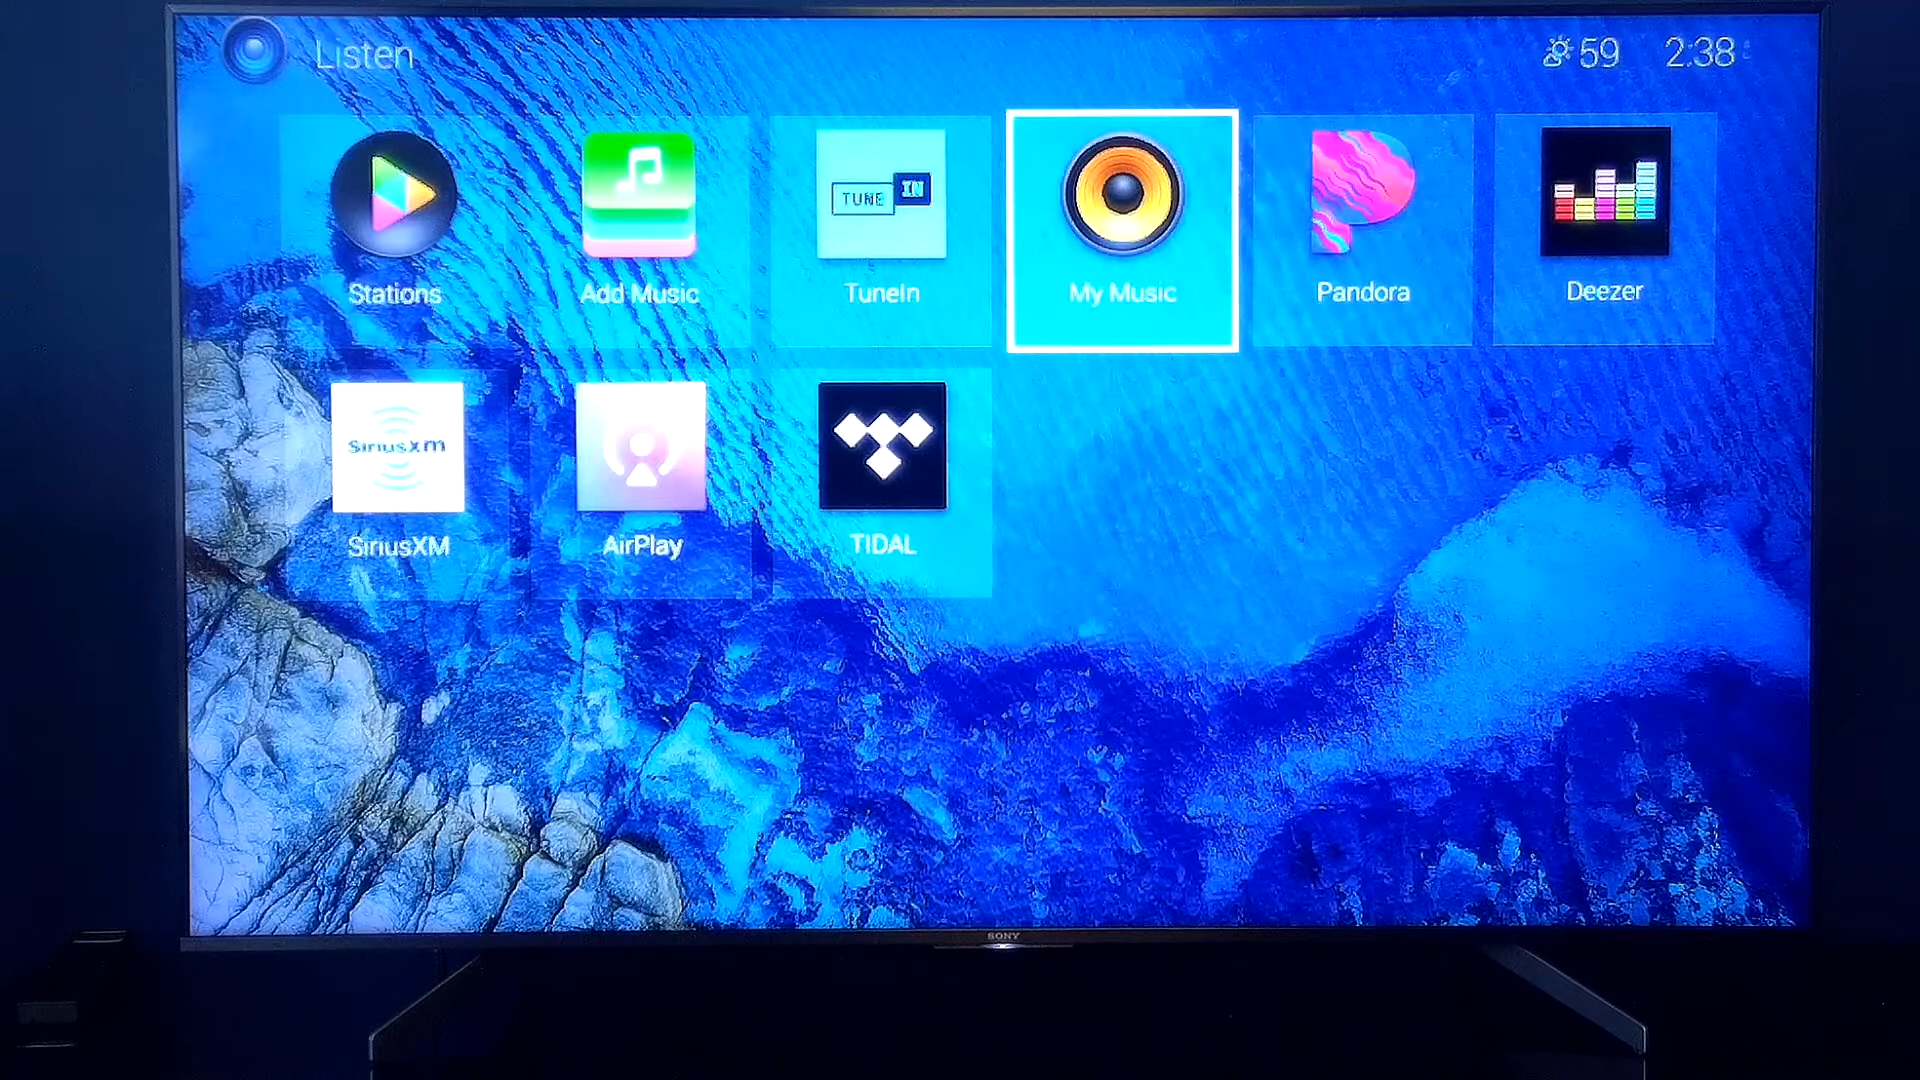 Listen
59 2:38
Stations Add Music TuneIn My Music Pandora Deezer
TUNE IN
siriusxm
SiriusXM AirPlay TIDAL
SONY